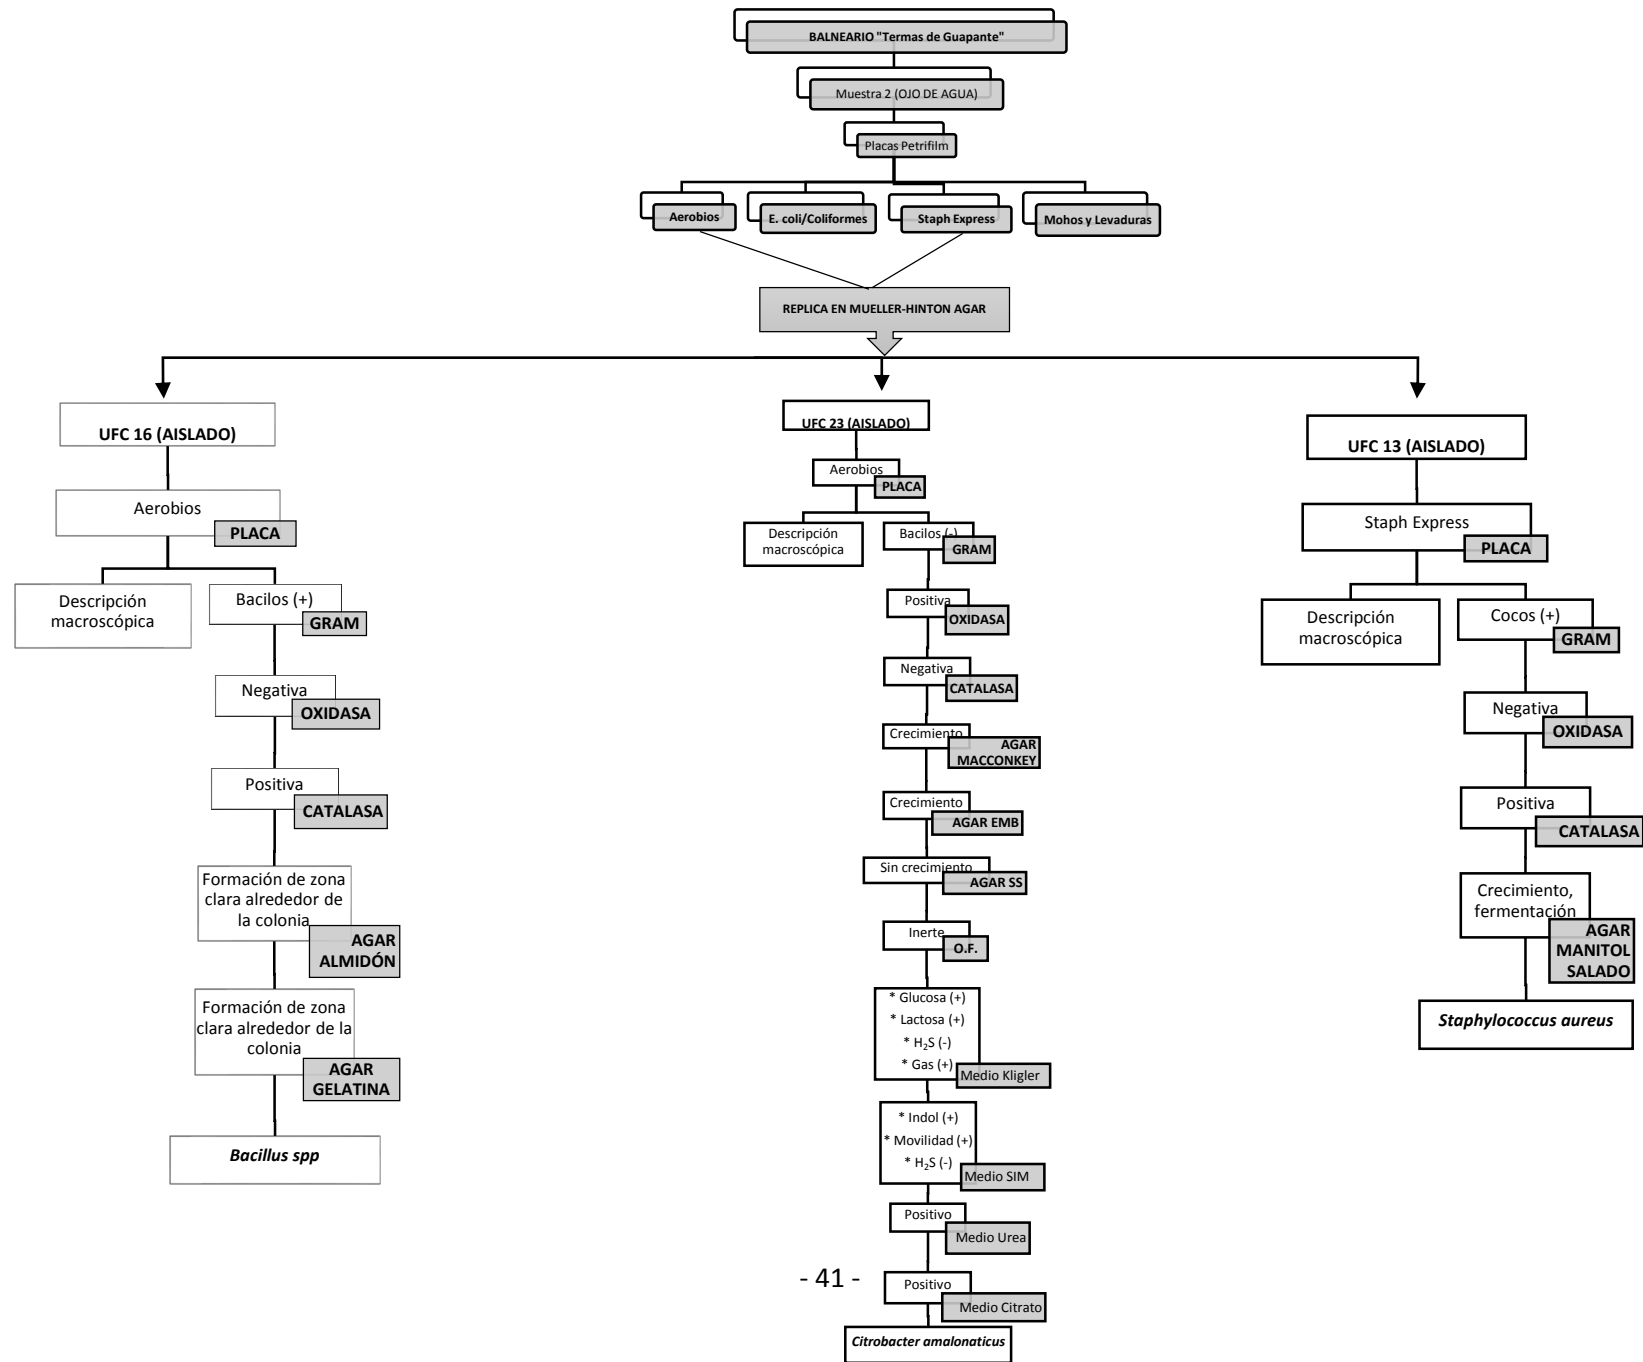 BALNEARIO "Termas de Guapante"
Muestra 2 (OJO DE AGUA)
Placas Petrifilm
Aerobios
E. coli/Coliformes
Staph Express
Mohos y Levaduras
REPLICA EN MUELLER-HINTON AGAR
UFC 16 (AISLADO)
Aerobios
PLACA
Descripción
macroscópica
Bacilos (+)
GRAM
Negativa
OXIDASA
Positiva
CATALASA
Formación de zona
clara alrededor de
la colonia
AGAR
ALMIDÓN
Formación de zona
clara alrededor de la
colonia
AGAR
GELATINA
Bacillus spp
UFC 23 (AISLADO)
Aerobios
PLACA
Descripción
macroscópica
Bacilos (-)
GRAM
Positiva
OXIDASA
Negativa
CATALASA
Crecimiento
AGAR
MACCONKEY
Crecimiento
AGAR EMB
Sin crecimiento
AGAR SS
Inerte
O.F.
* Glucosa (+)
* Lactosa (+)
* H₂S (-)
* Gas (+)
Medio Kligler
* Indol (+)
* Movilidad (+)
* H₂S (-)
Medio SIM
Positivo
Medio Urea
Positivo
Medio Citrato
Citrobacter amalonaticus
UFC 13 (AISLADO)
Staph Express
PLACA
Descripción
macroscópica
Cocos (+)
GRAM
Negativa
OXIDASA
Positiva
CATALASA
Crecimiento,
fermentación
AGAR
MANITOL
SALADO
Staphylococcus aureus
- 41 -